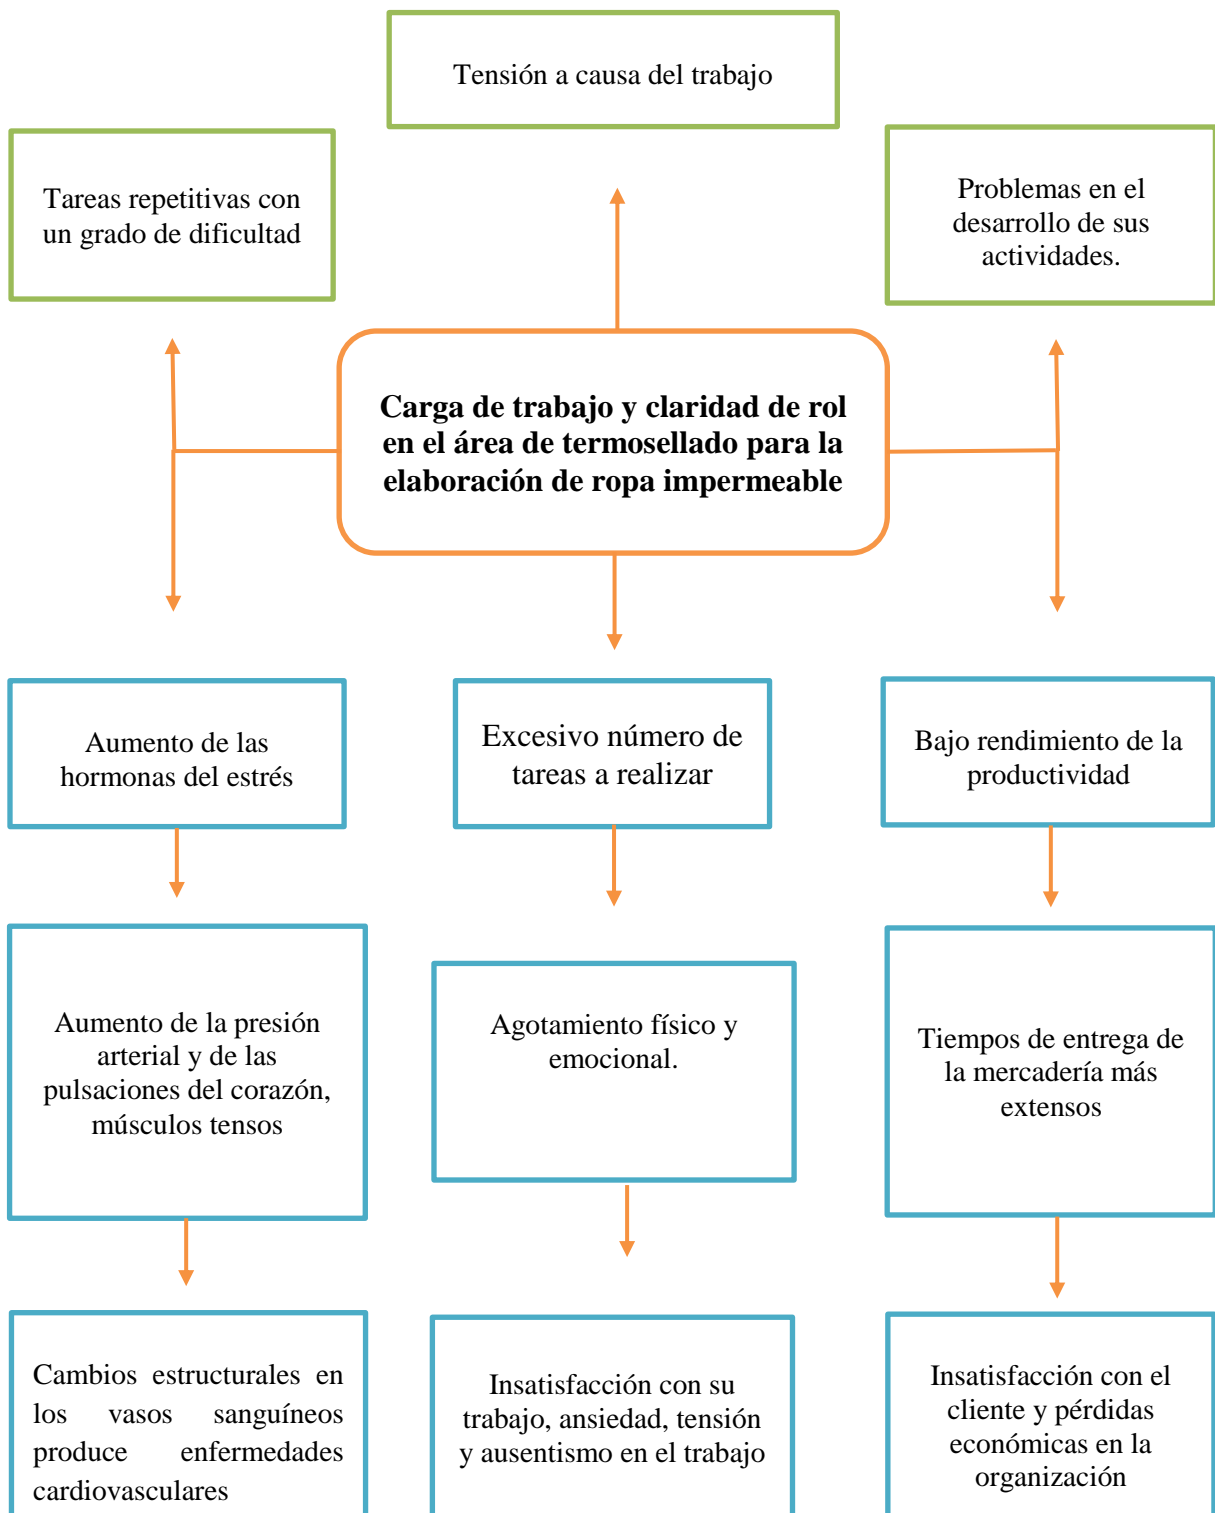 Tensión a causa del trabajo
Tareas repetitivas con
un grado de dificultad
Problemas en el
desarrollo de sus
actividades.
Carga de trabajo y claridad de rol
en el área de termosellado para la
elaboración de ropa impermeable
Aumento de las
hormonas del estrés
Excesivo número de
tareas a realizar
Bajo rendimiento de la
productividad
Aumento de la presión
arterial y de las
pulsaciones del corazón,
músculos tensos
Agotamiento físico y
emocional.
Tiempos de entrega de
la mercadería más
extensos
Cambios estructurales en
los vasos sanguíneos
produce enfermedades
cardiovasculares
Insatisfacción con su
trabajo, ansiedad, tensión
y ausentismo en el trabajo
Insatisfacción con el
cliente y pérdidas
económicas en la
organización